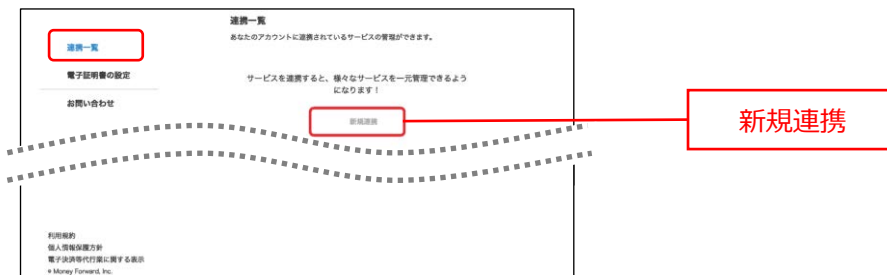 連携一覧
あなたのアカウントに連携されているサービスの管理ができます。
連携一覧
電子証明書の設定
お問い合わせ
サービスを連携すると、様々なサービスを一元管理できるよう
になります！
新規連携
新規連携
利用規約
個人情報保護方針
電子決済等代行業に関する表示
© Money Forward, Inc.